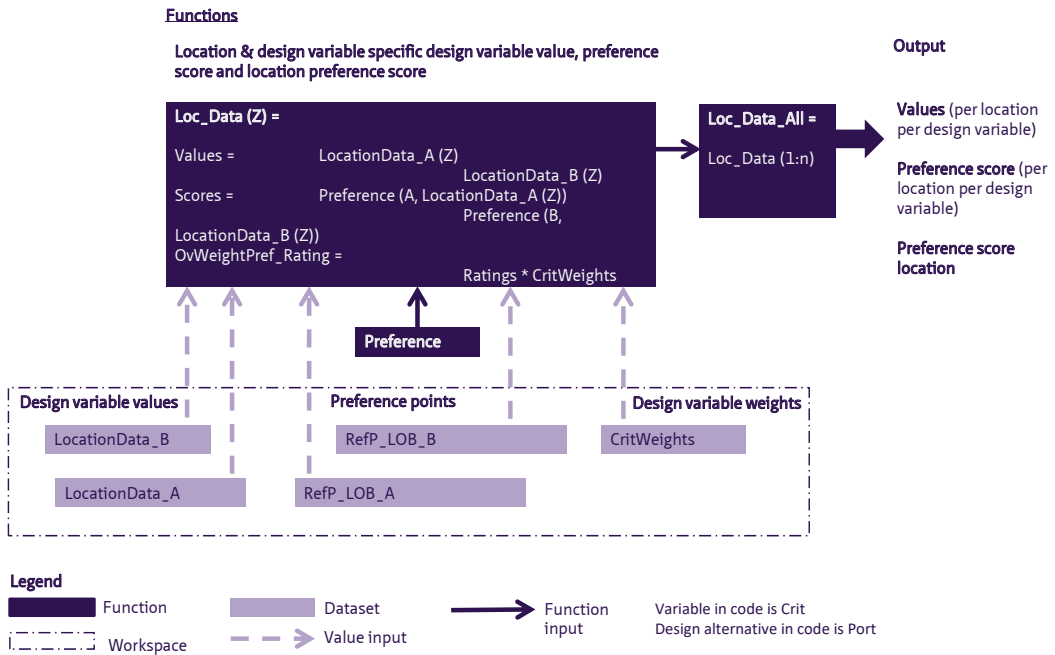 Functions
Location & design variable specific design variable value, preference
score and location preference score
Output
Loc_Data (Z) =
Values = LocationData_A (Z)
LocationData_B (Z)
Scores = Preference (A, LocationData_A (Z))
Preference (B,
LocationData_B (Z))
OvWeightPref_Rating =
Ratings * CritWeights
Loc_Data_All =
Loc_Data (1:n)
Values (per location
per design variable)
Preference score (per
location per design
variable)
Preference score
location
Preference
Design variable values
Preference points
Design variable weights
LocationData_B
RefP_LOB_B
CritWeights
LocationData_A
RefP_LOB_A
Legend
Function
Dataset
Function
input
Workspace
Value input
Variable in code is Crit
Design alternative in code is Port